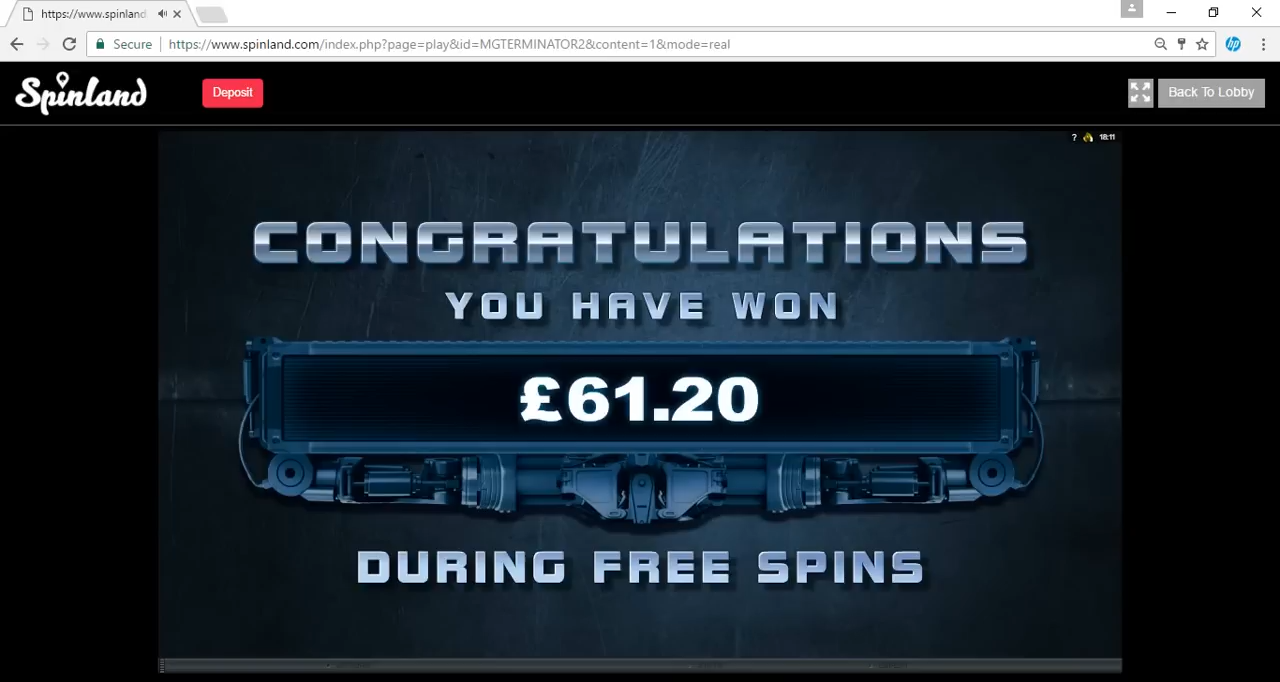 https://www.spinland
Secure
https://www.spinland.com/index.php?page=play&id=MGTERMINATOR2&content=1&mode=real
hp
Spinland
Deposit
Back To Lobby
? 18:11
CONGRATULATIONS
YOU HAVE WON
£61.20
DURING FREE SPINS